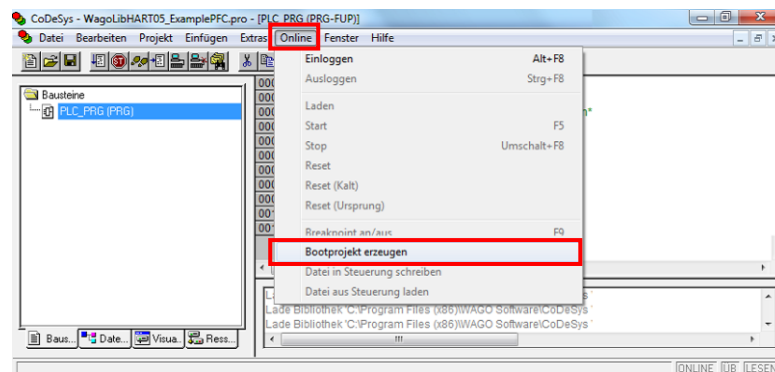 CoDeSys - WagoLibHART05_ExamplePFC.pro - [PLC_PRG (PRG-FUP)]
Datei Bearbeiten Projekt Einfügen Extras Online Fenster Hilfe
Einloggen Alt+F8
Ausloggen Strg+F8
Laden
Start F5
Stop Umschalt+F8
Reset
Reset (Kalt)
Reset (Ursprung)
Breakpoint an/aus F9
Bootprojekt erzeugen
Datei in Steuerung schreiben
Datei aus Steuerung laden
Bausteine
PLC_PRG (PRG)
Lade Bibliothek 'C:\Program Files (x86)\WAGO Software\CoDeSys
Lade Bibliothek 'C:\Program Files (x86)\WAGO Software\CoDeSys
Baus... Date... Visua.. Ress...
ONLINE ÜB LESEN